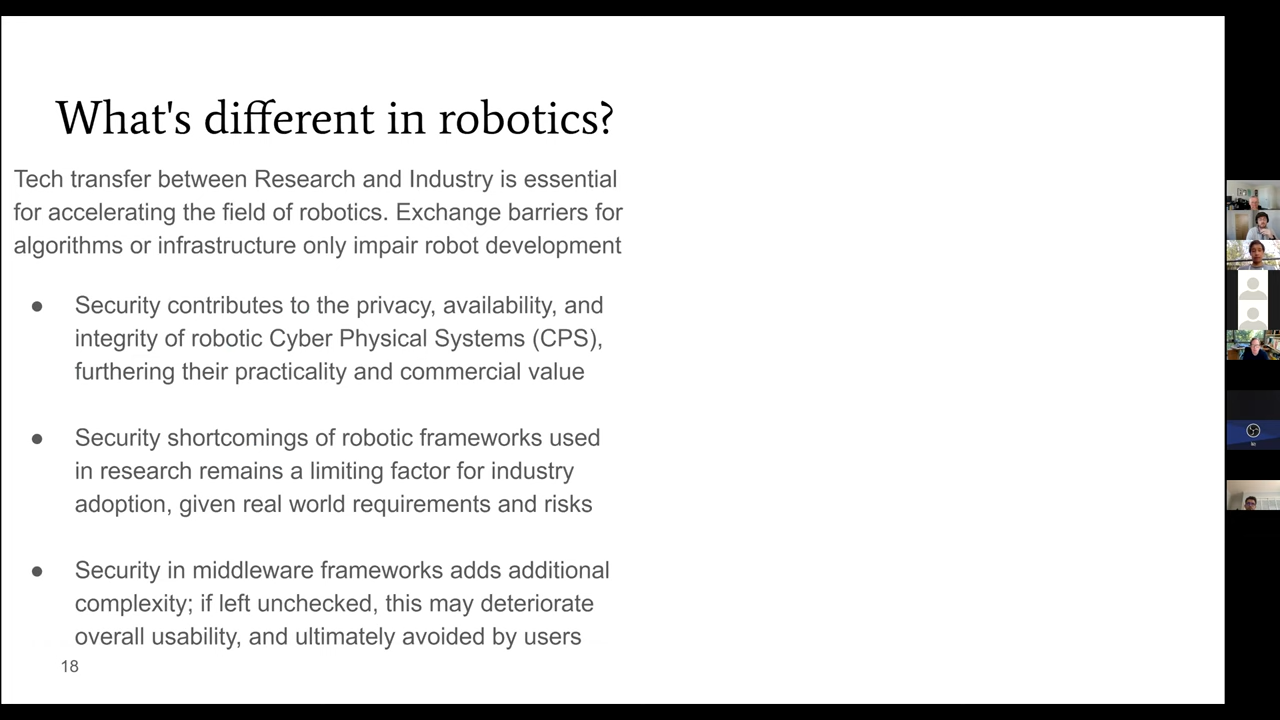 What's different in robotics?
Tech transfer between Research and Industry is essential
for accelerating the field of robotics. Exchange barriers for
algorithms or infrastructure only impair robot development
● Security contributes to the privacy, availability, and
integrity of robotic Cyber Physical Systems (CPS),
furthering their practicality and commercial value
● Security shortcomings of robotic frameworks used
in research remains a limiting factor for industry
adoption, given real world requirements and risks
● Security in middleware frameworks adds additional
complexity; if left unchecked, this may deteriorate
overall usability, and ultimately avoided by users
18